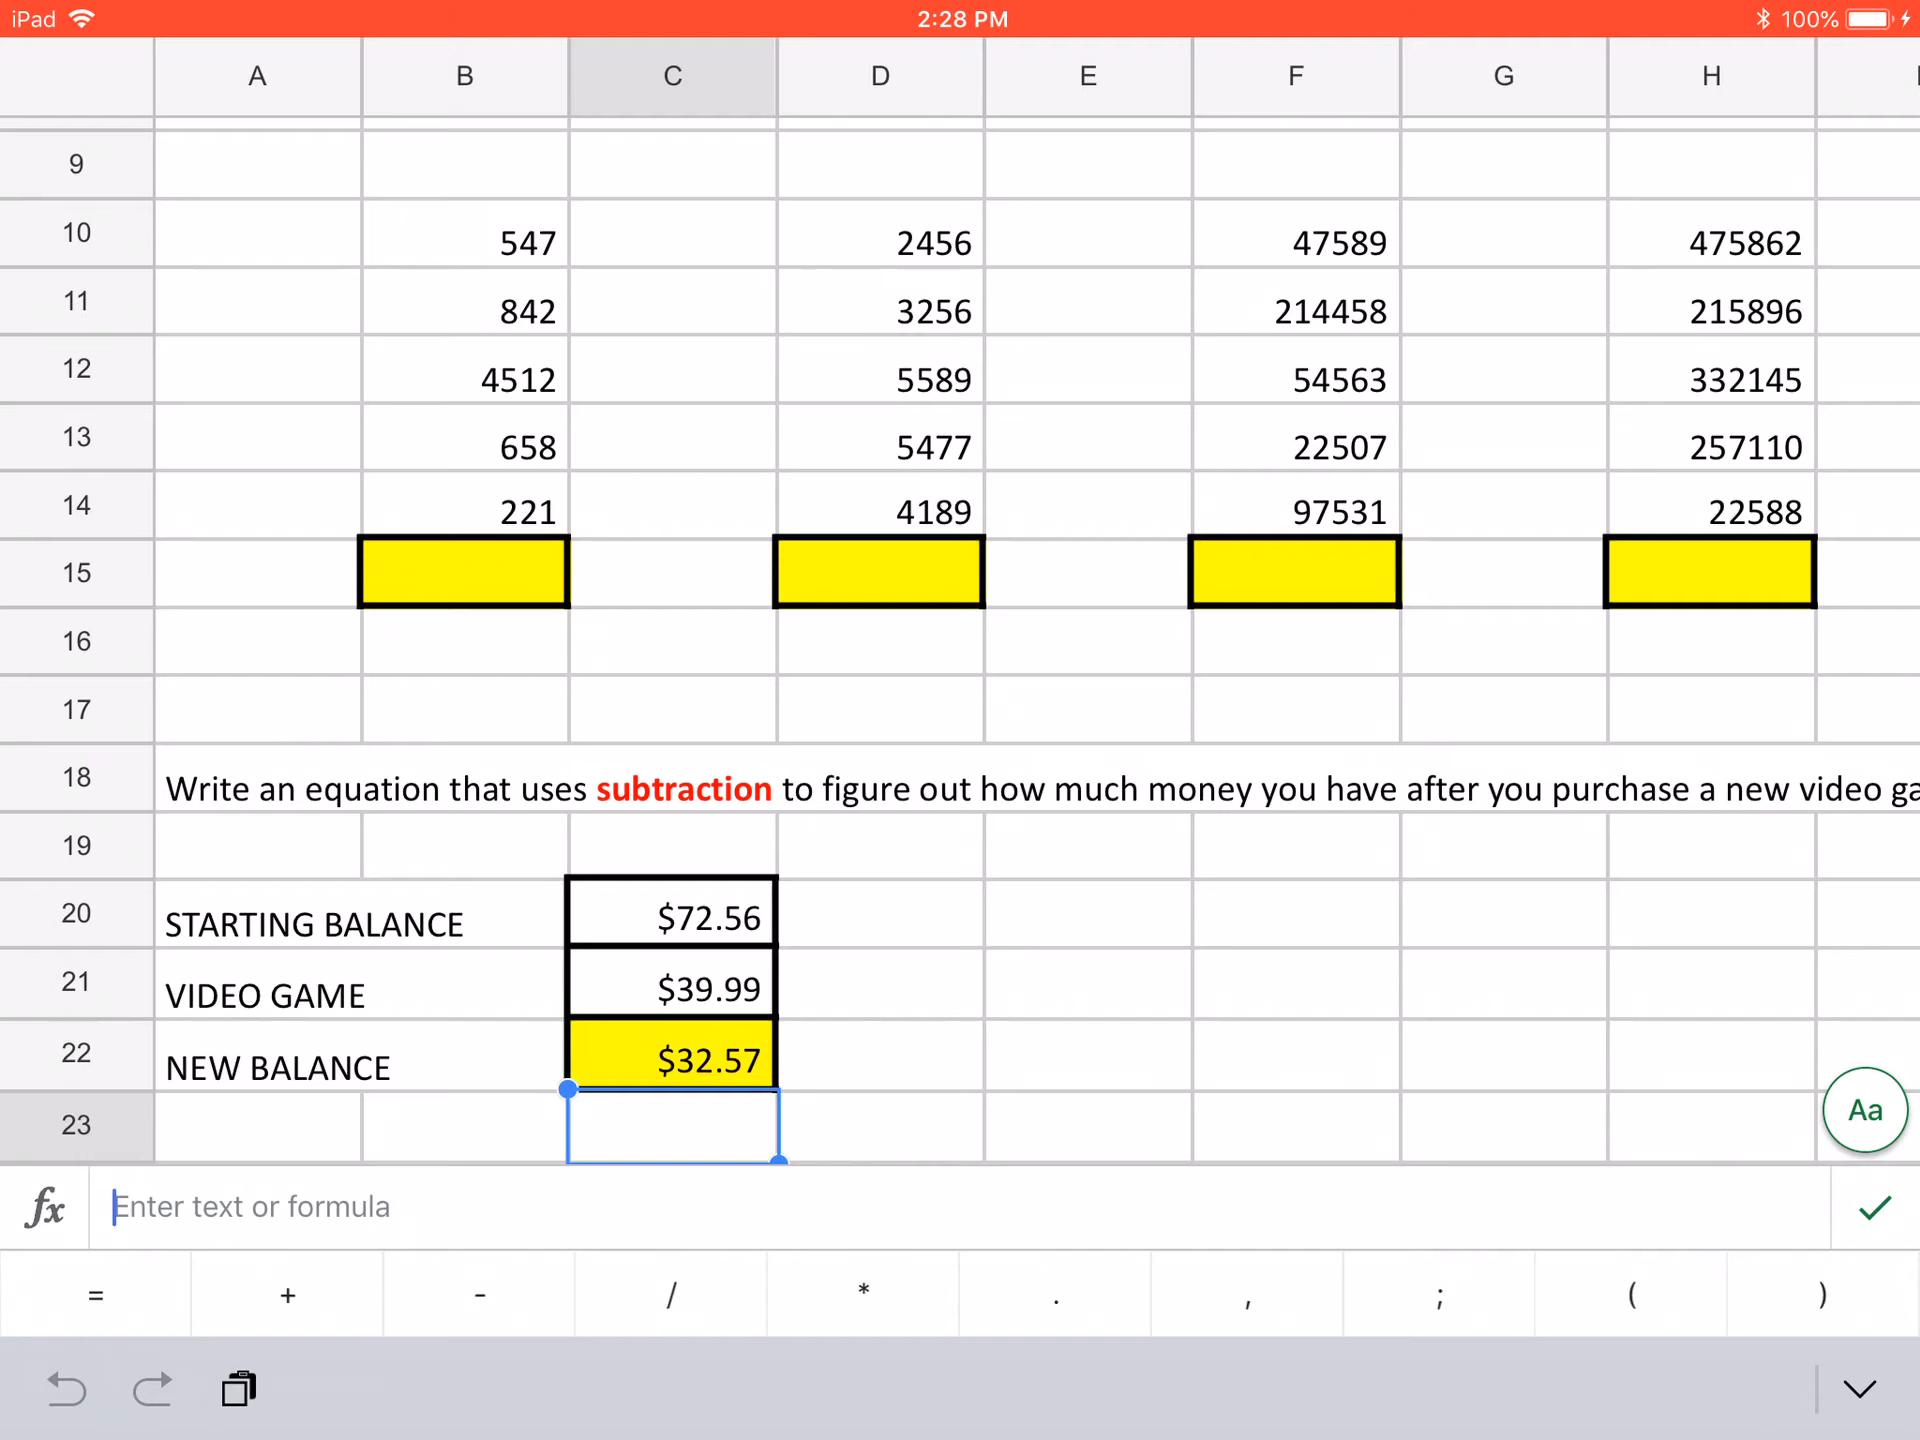 iPad 2:28 PM 100%
A B C D E F G H
9
10 547 2456 47589 475862
11 842 3256 214458 215896
12 4512 5589 54563 332145
13 658 5477 22507 257110
14 221 4189 97531 22588
15
16
17
18 Write an equation that uses subtraction to figure out how much money you have after you purchase a new video ga
19
20 STARTING BALANCE $72.56
21 VIDEO GAME $39.99
22 NEW BALANCE $32.57
23
Aa
fx Enter text or formula
= + - / * . , ; ( )